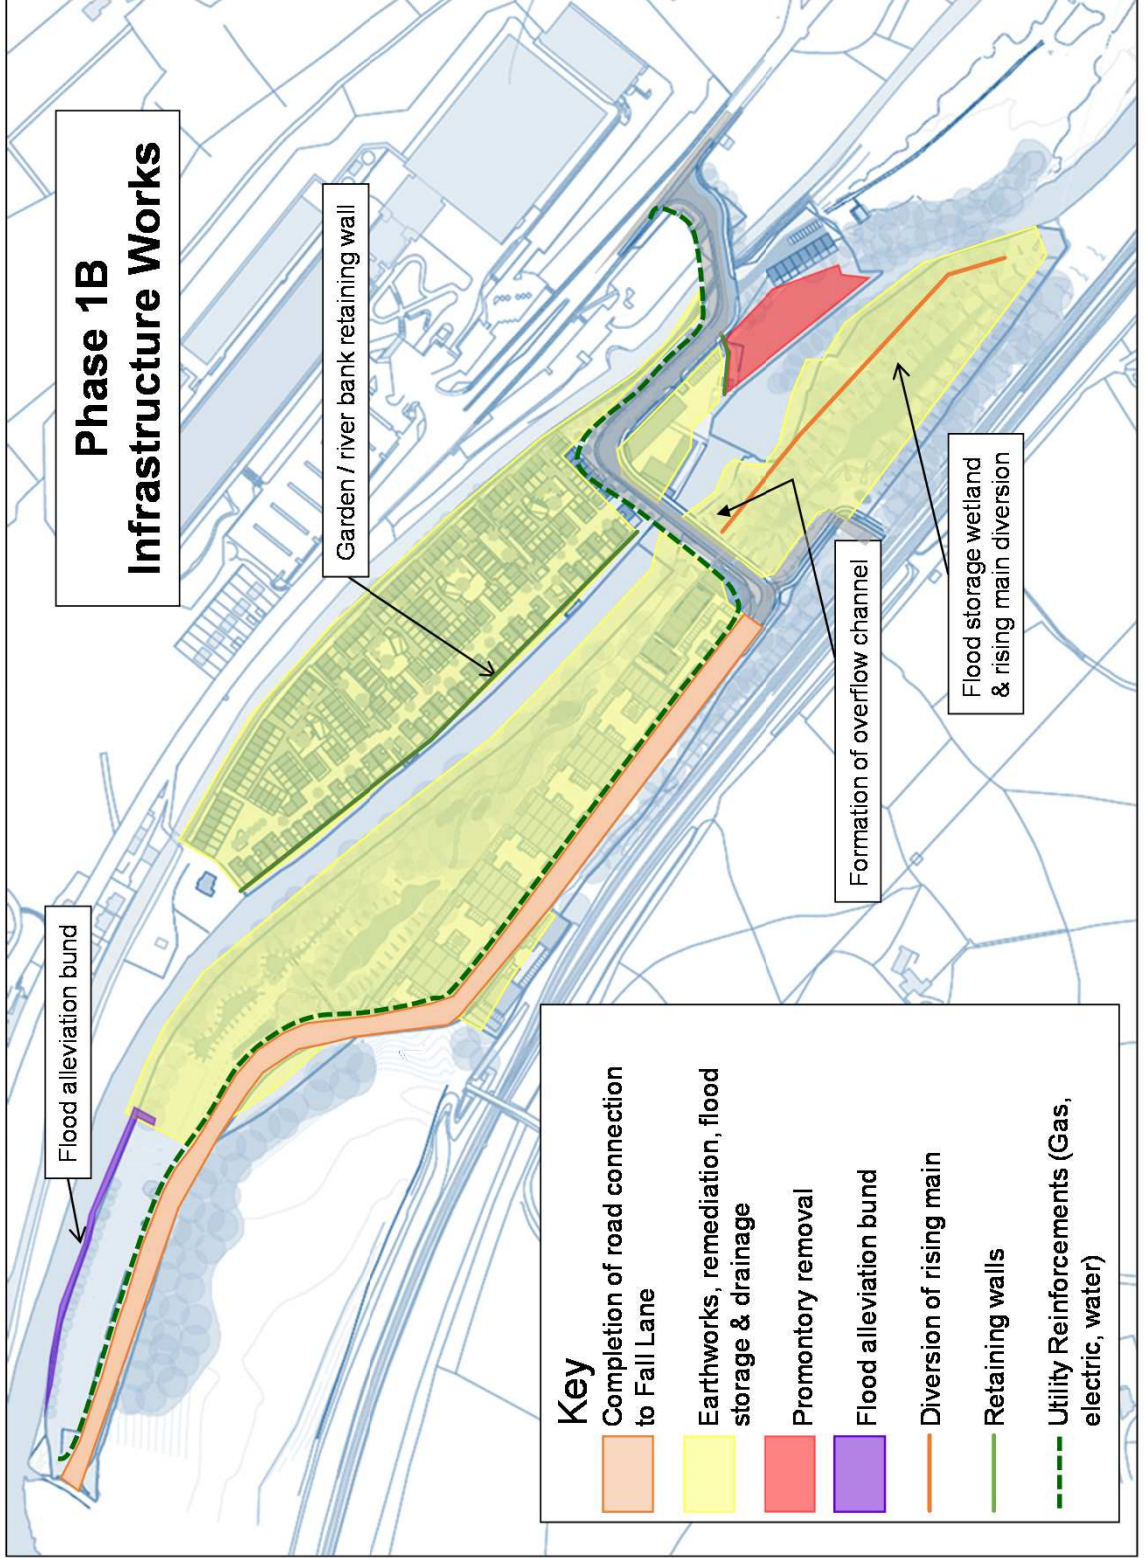 Phase 1B
Infrastructure Works
Garden / river bank retaining wall
Flood alleviation bund
Formation of overflow channel
Flood storage wetland
& rising main diversion
Key
Completion of road connection
to Fall Lane
Earthworks, remediation, flood
storage & drainage
Promontory removal
Flood alleviation bund
Diversion of rising main
Retaining walls
Utility Reinforcements (Gas,
electric, water)